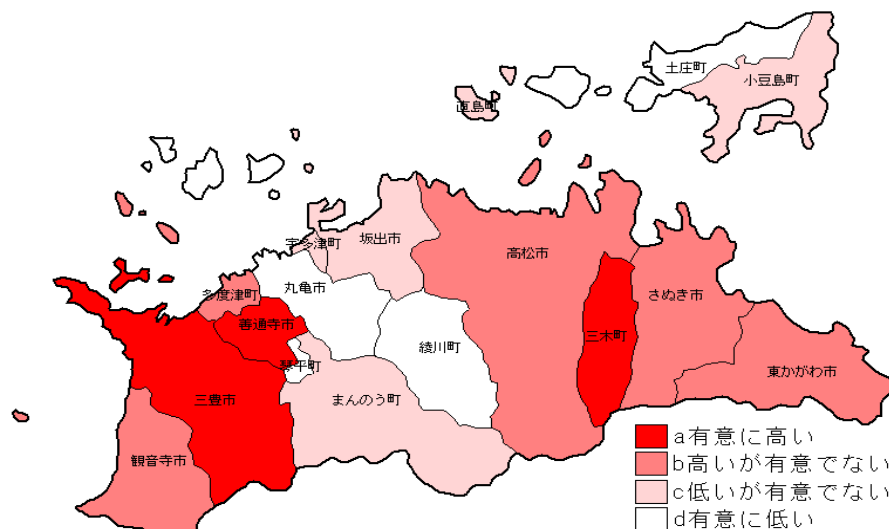 土庄町
小豆島町
直島町
宇多津町
坂出市
高松市
丸亀市
多度津町
さぬき市
善通寺市
三木町
綾川町
琴平町
東かがわ市
三豊市
まんのう町
観音寺市
a有意に高い
b高いが有意でない
c低いが有意でない
d有意に低い